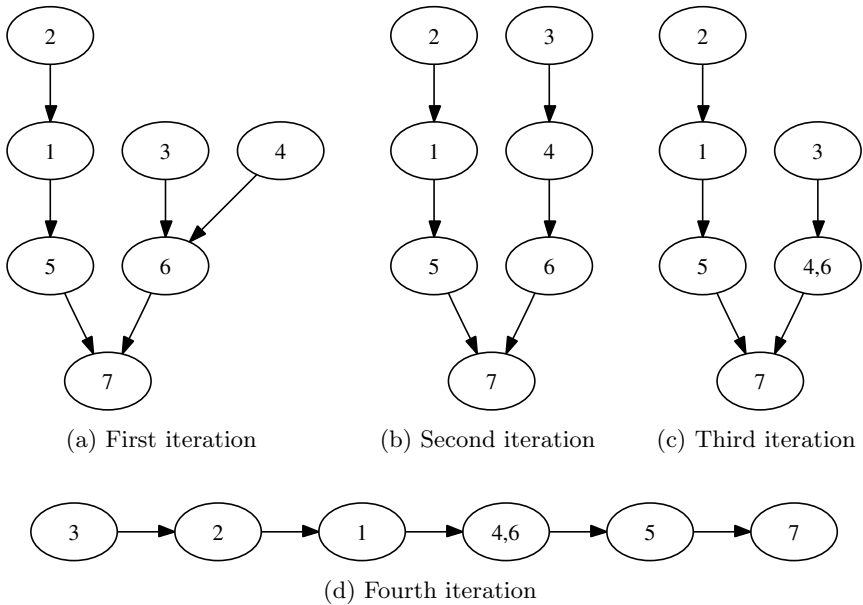 2 2 3 2
1 3 4 1 4 1 3
5 6 5 6 5 4,6
7 7 7
(a) First iteration (b) Second iteration (c) Third iteration
3 2 1 4,6 5 7
(d) Fourth iteration